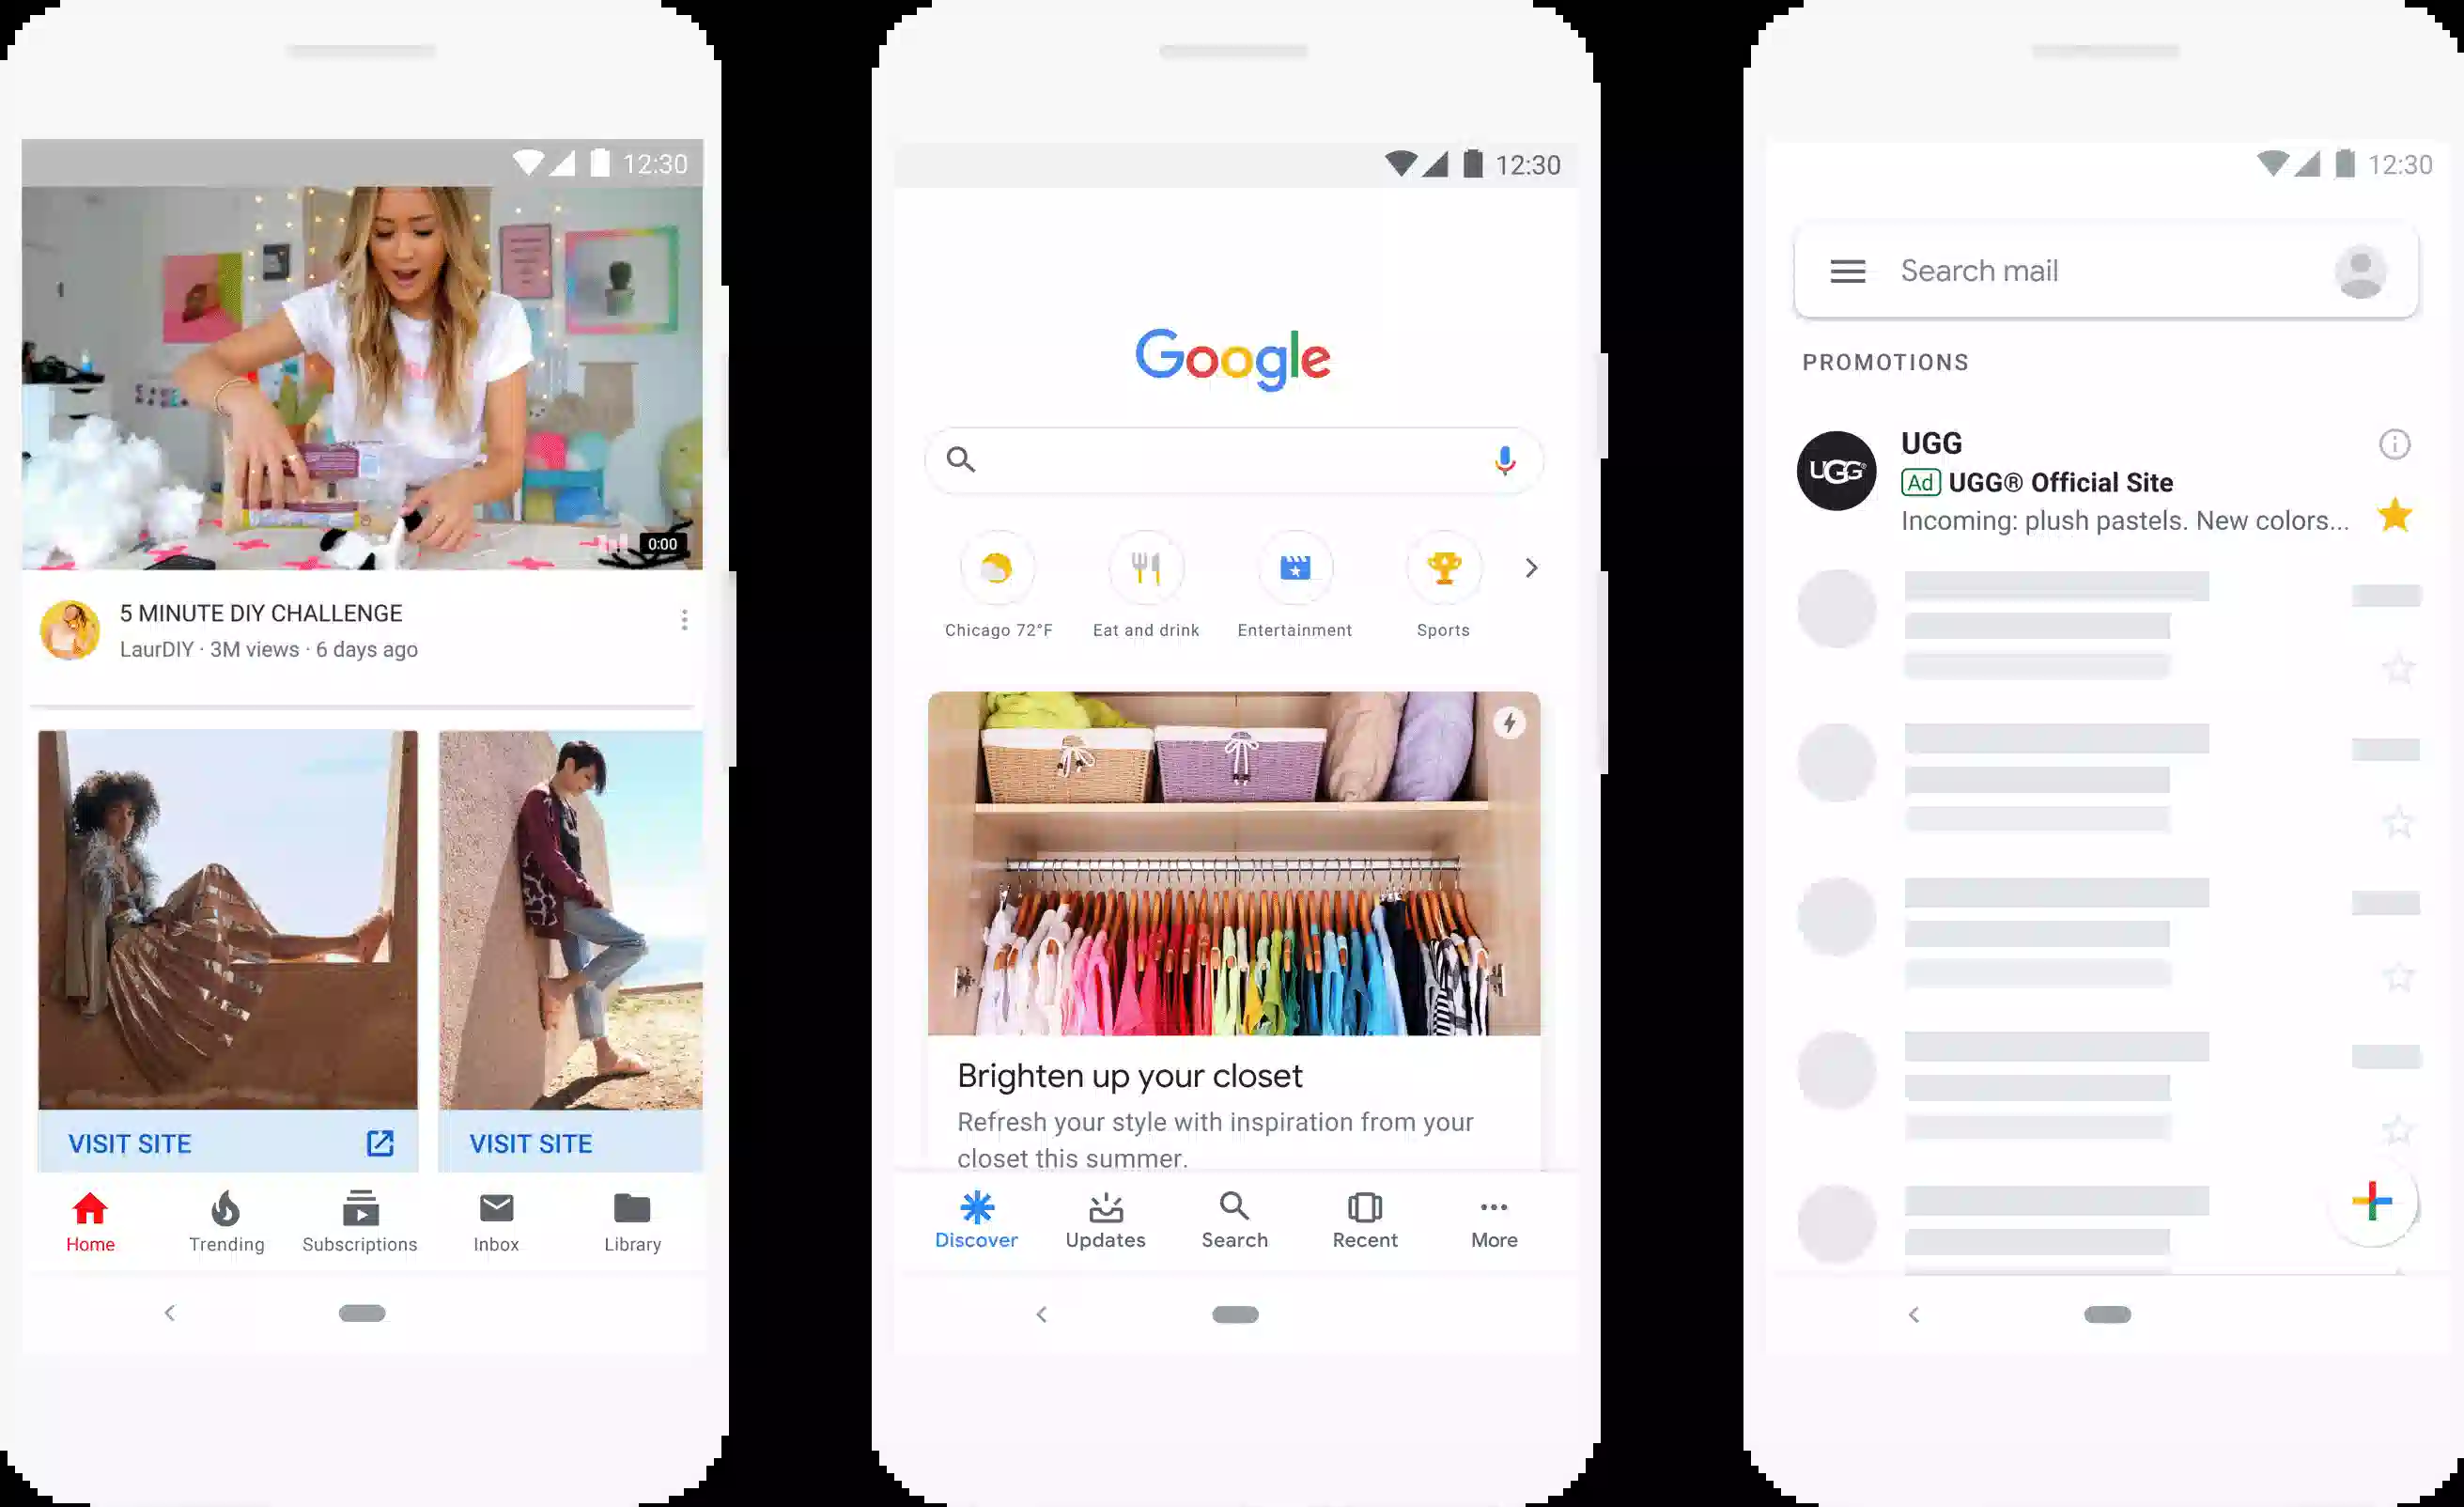 12:30
0:00
5 MINUTE DIY CHALLENGE
LaurDIY · 3M views · 6 days ago
VISIT SITE
VISIT SITE
Home
Trending
Subscriptions
Inbox
Library
12:30
Google
Chicago 72°F
Eat and drink
Entertainment
Sports
Brighten up your closet
Refresh your style with inspiration from your
closet this summer.
Discover
Updates
Search
Recent
More
12:30
Search mail
PROMOTIONS
UGG
UGG®
Ad UGG® Official Site
Incoming: plush pastels. New colors...